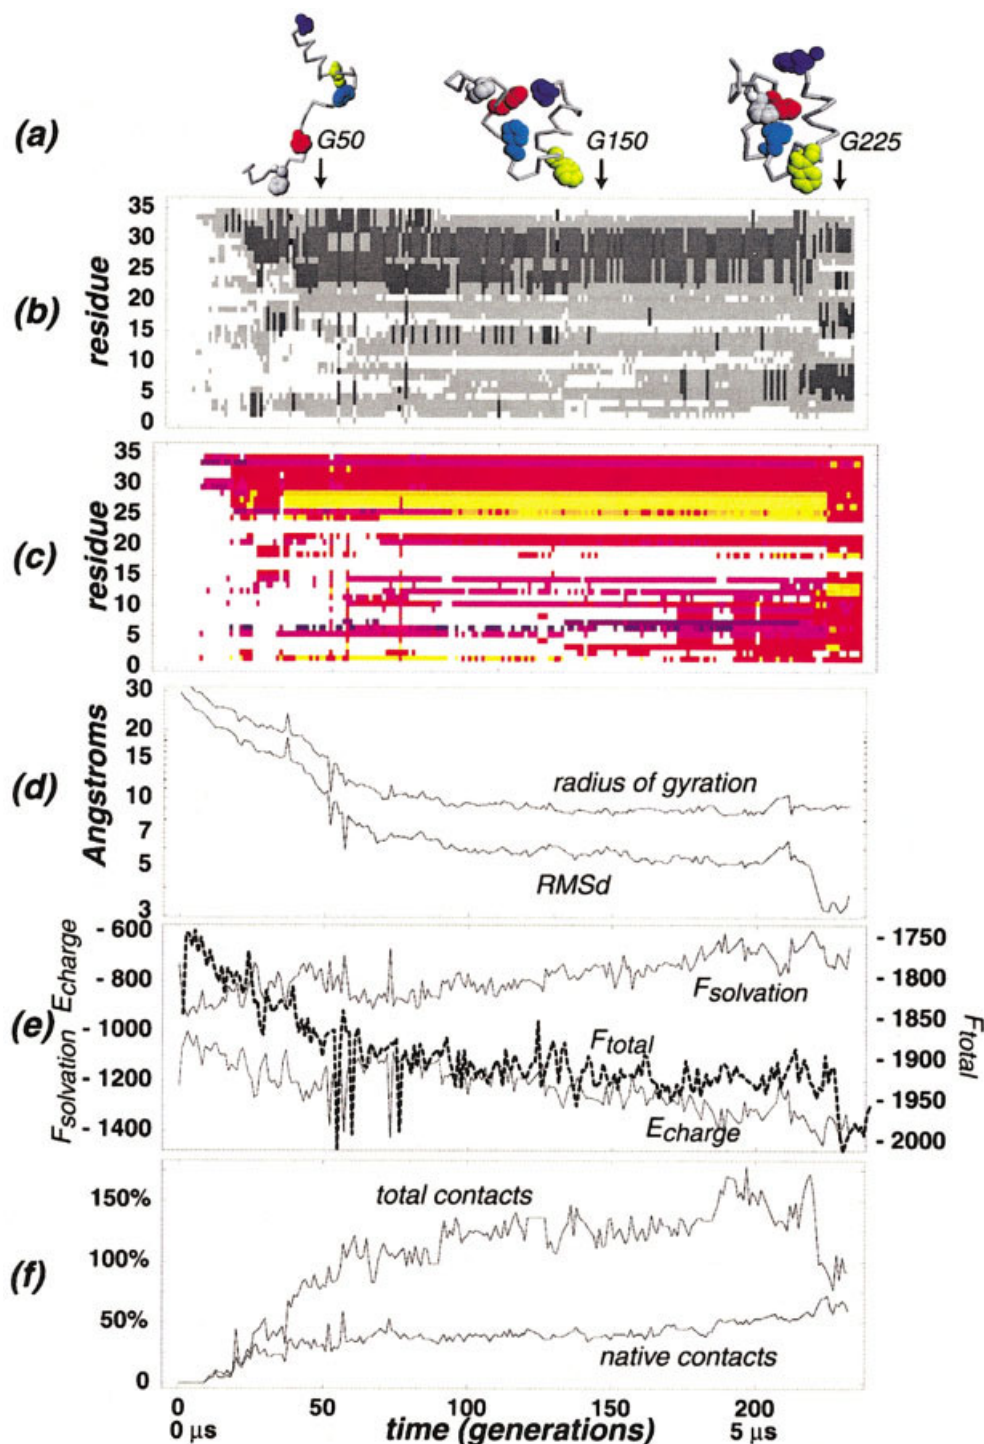 (a)
G50
G150
G225
(b)
residue
35
30
25
20
15
10
5
0
(c)
residue
35
30
25
20
15
10
5
0
(d)
Angstroms
30
20
15
10
7
5
3
radius of gyration
RMSd
(e)
Fsolvation Echarge
- 600
- 800
- 1000
- 1200
- 1400
Fsolvation
Ftotal
Echarge
- 1750
- 1800
- 1850
- 1900
- 1950
- 2000
Ftotal
(f)
150%
100%
50%
0
total contacts
native contacts
0 50 100 150 200
0 µs time (generations) 5 µs